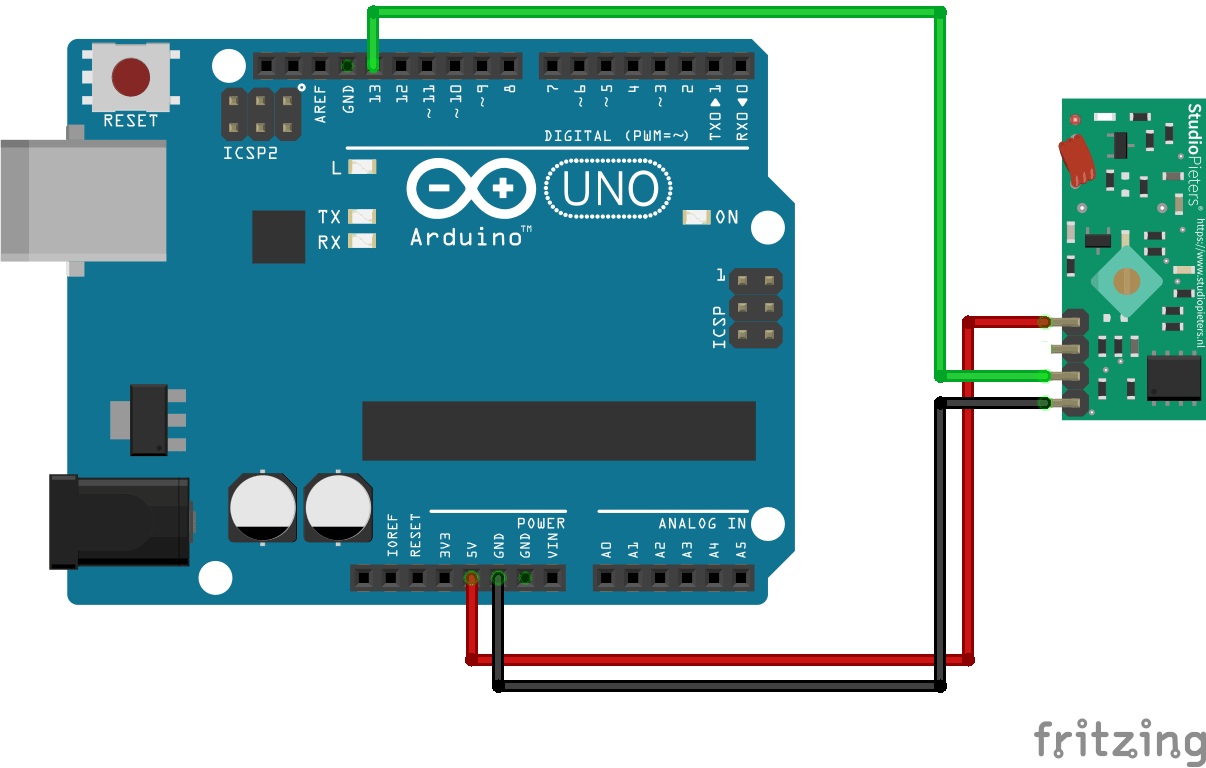 RESET
ICSP2
AREF
GND
13
12
~11
~10
~9
8
7
~6
~5
4
~3
2
TX0▶1
RX0◀0
DIGITAL (PWM=~)
L
TX
RX
UNO
Arduino™
ON
1
ICSP
StudioPieters®
https://www.studiopieters.nl
IOREF
RESET
3V3
5V
GND
GND
VIN
POWER
ANALOG IN
A0
A1
A2
A3
A4
A5
fritzing